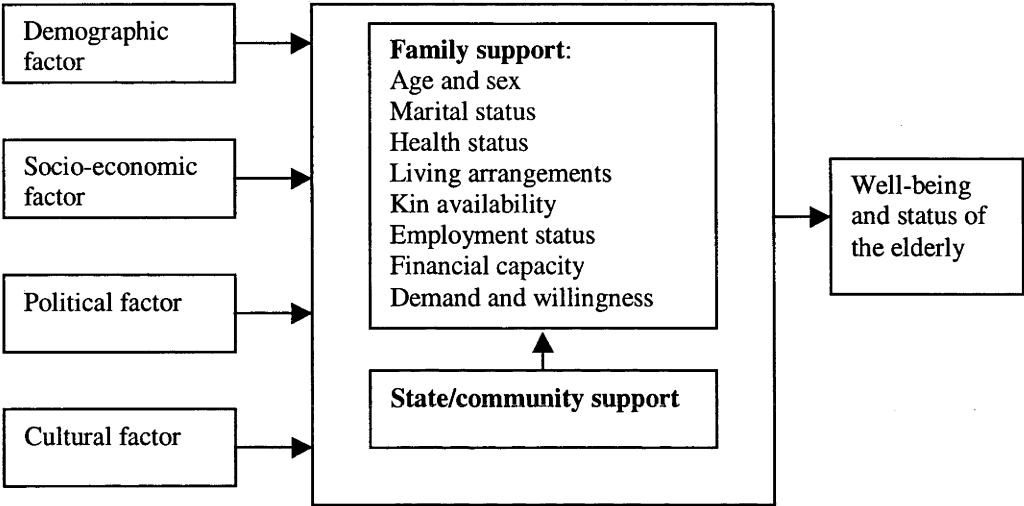 Demographic
factor
Socio-economic
factor
Political factor
Cultural factor
Family support:
Age and sex
Marital status
Health status
Living arrangements
Kin availability
Employment status
Financial capacity
Demand and willingness
State/community support
Well-being
and status of
the elderly